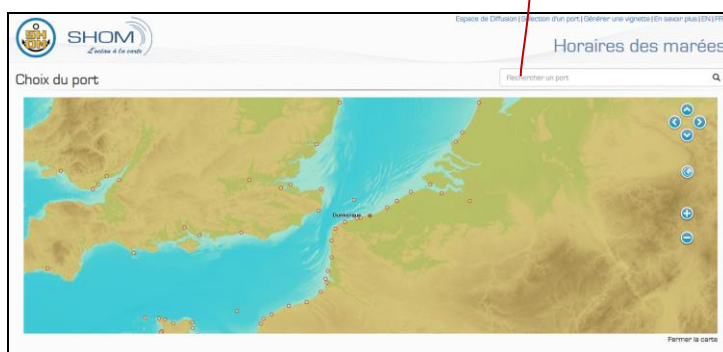 Espace de Diffusion|Sélection d'un port|Générer une vignette|En savoir plus|EN|FR
SHOM
L'océan à la carte
Horaires des marées
Choix du port
Rechercher un port
Dunkerque
Fermer la carte